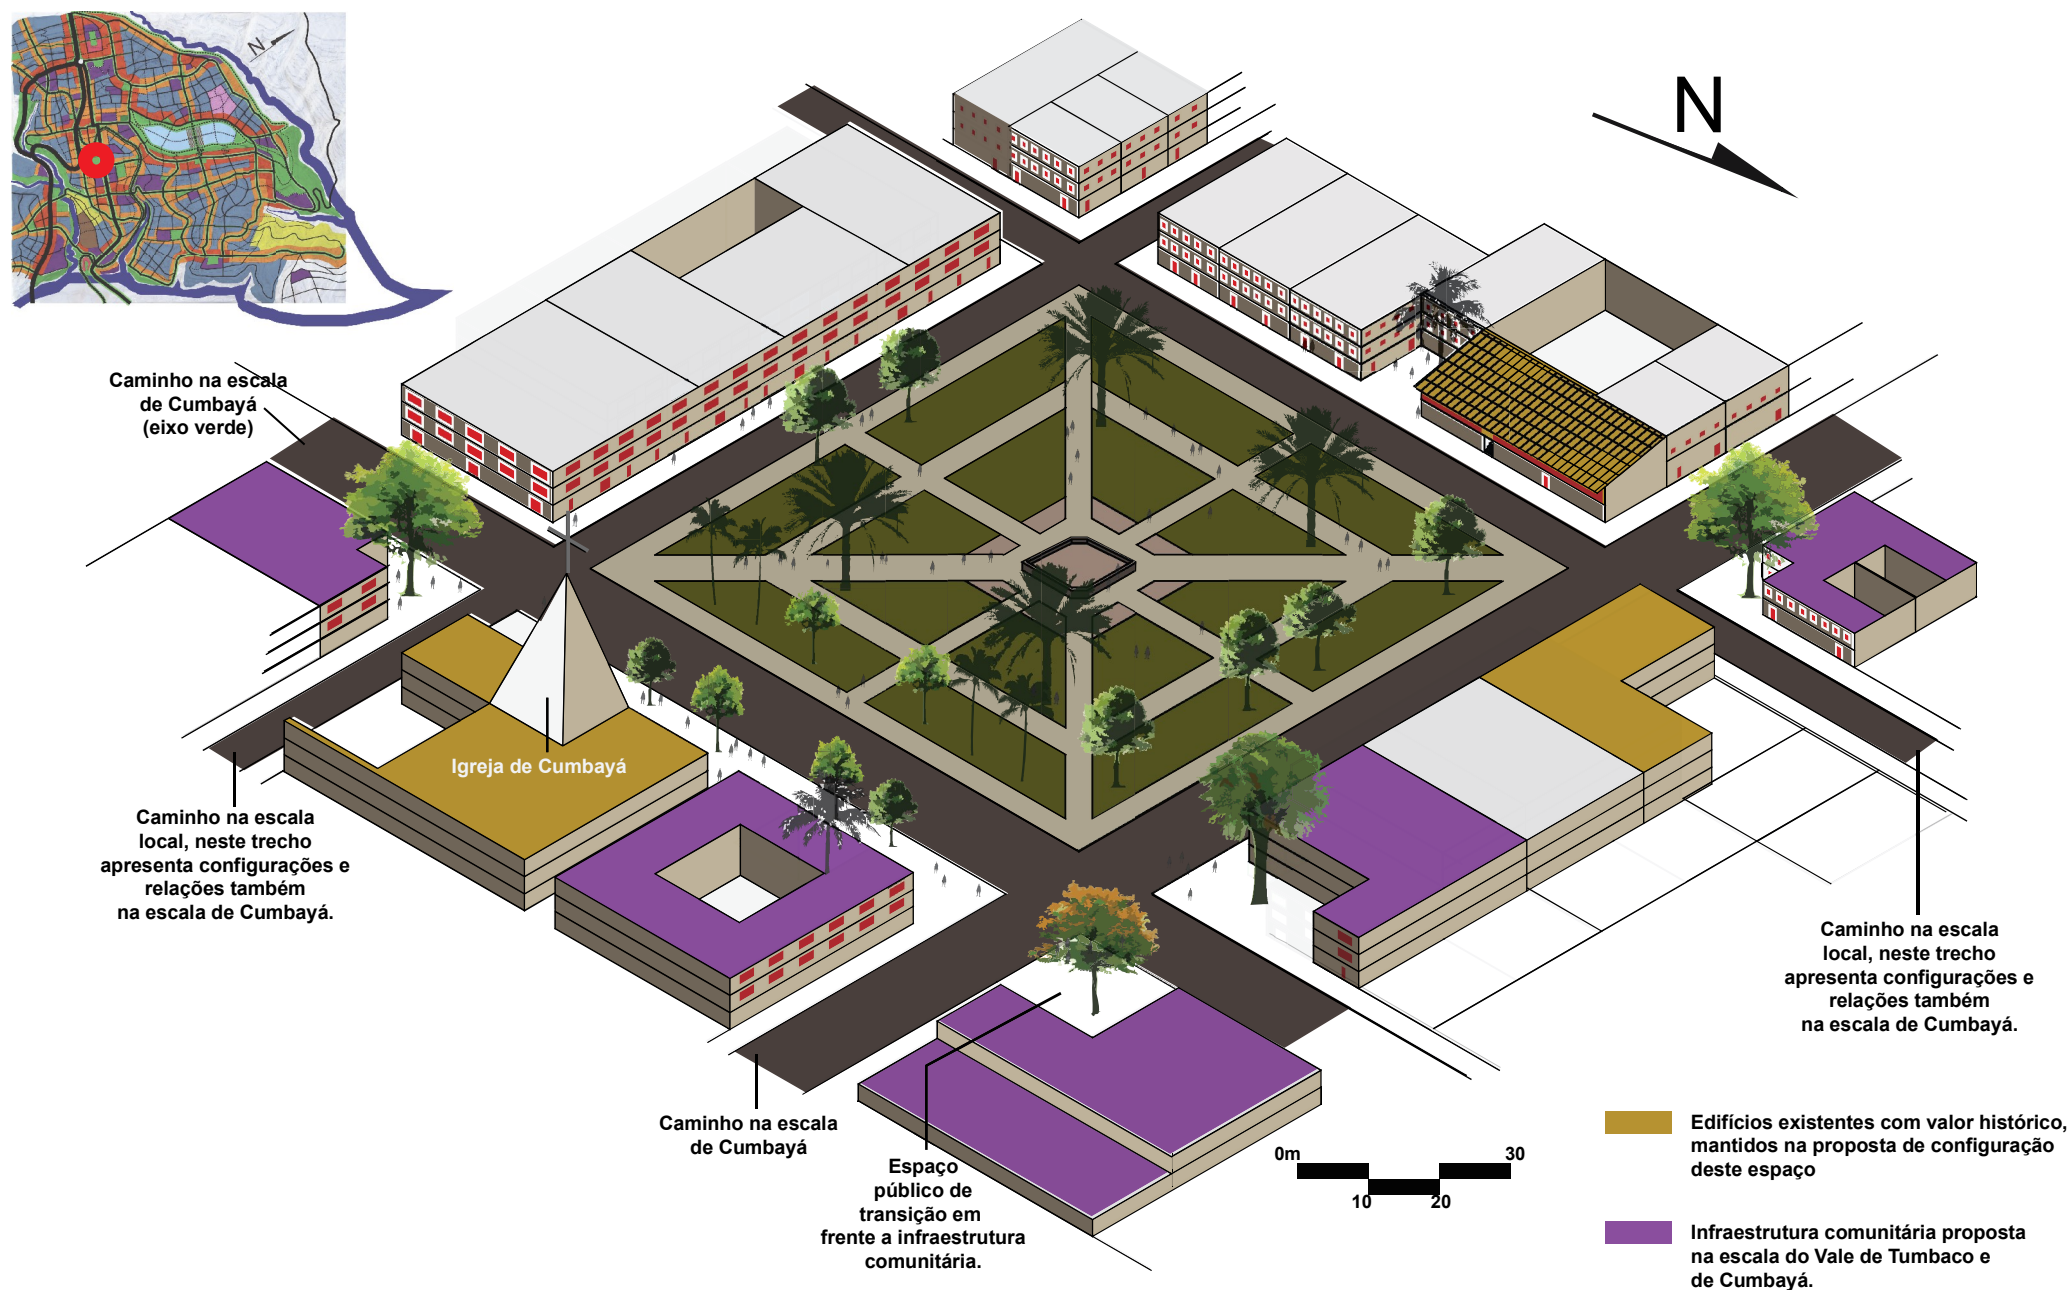 N
N
Caminho na escala
de Cumbayá
(eixo verde)
Igreja de Cumbayá
Caminho na escala
local, neste trecho
apresenta configurações e
relações também
na escala de Cumbayá.
Caminho na escala
local, neste trecho
apresenta configurações e
relações também
na escala de Cumbayá.
Caminho na escala
de Cumbayá
Espaço
público de
transição em
frente a infraestrutura
comunitária.
0m 30
10 20
Edifícios existentes com valor histórico,
mantidos na proposta de configuração
deste espaço
Infraestrutura comunitária proposta
na escala do Vale de Tumbaco e
de Cumbayá.